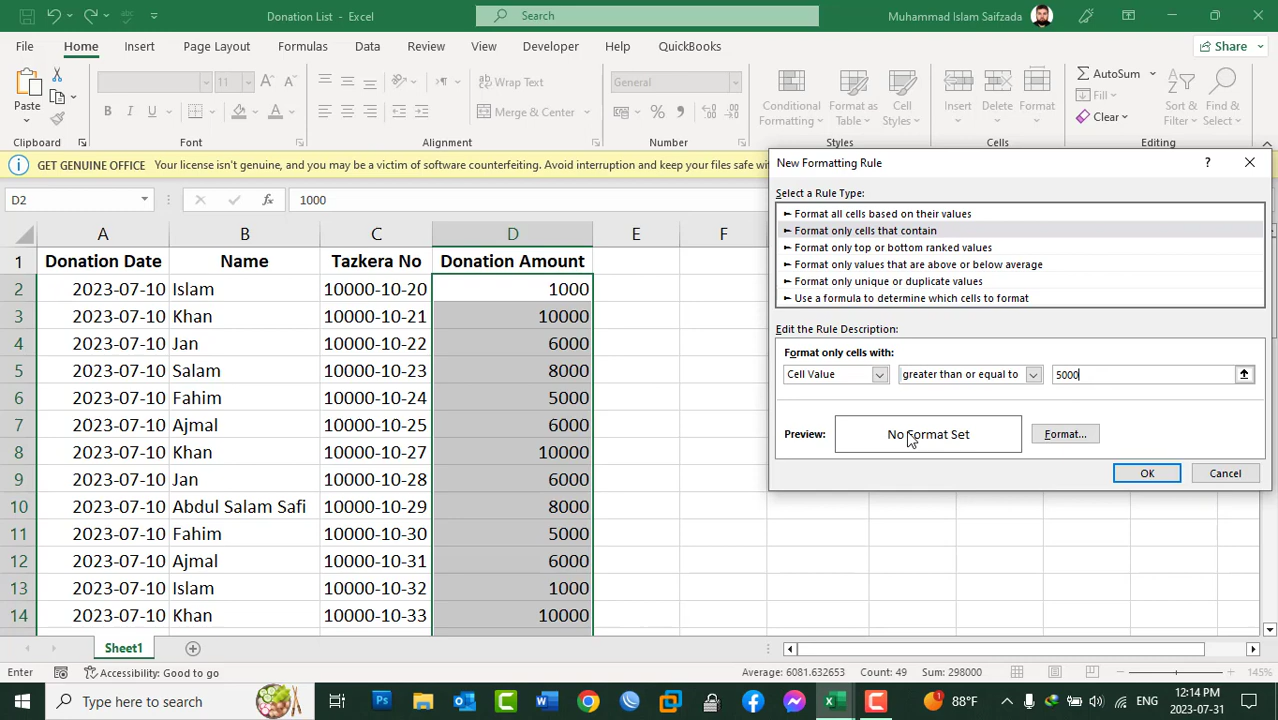 Donation List - Excel
Search
Muhammad Islam Saifzada
File Home Insert Page Layout Formulas Data Review View Developer Help QuickBooks Share
Paste
11
Wrap Text
Merge & Center
General
Conditional Formatting
Format as Table
Cell Styles
Insert
Delete
Format
AutoSum
Fill
Clear
Sort & Filter
Find & Select
Clipboard
Font
Alignment
Number
Styles
Cells
Editing
GET GENUINE OFFICE Your license isn't genuine, and you may be a victim of software counterfeiting. Avoid interruption and keep your files safe
D2 fx 1000
A B C D E F
1 Donation Date Name Tazkera No Donation Amount
2 2023-07-10 Islam 10000-10-20 1000
3 2023-07-10 Khan 10000-10-21 10000
4 2023-07-10 Jan 10000-10-22 6000
5 2023-07-10 Salam 10000-10-23 8000
6 2023-07-10 Fahim 10000-10-24 5000
7 2023-07-10 Ajmal 10000-10-25 6000
8 2023-07-10 Khan 10000-10-27 10000
9 2023-07-10 Jan 10000-10-28 6000
10 2023-07-10 Abdul Salam Safi 10000-10-29 8000
11 2023-07-10 Fahim 10000-10-30 5000
12 2023-07-10 Ajmal 10000-10-31 6000
13 2023-07-10 Islam 10000-10-32 1000
14 2023-07-10 Khan 10000-10-33 10000
New Formatting Rule
Select a Rule Type:
► Format all cells based on their values
► Format only cells that contain
► Format only top or bottom ranked values
► Format only values that are above or below average
► Format only unique or duplicate values
► Use a formula to determine which cells to format
Edit the Rule Description:
Format only cells with:
Cell Value greater than or equal to 5000
Preview: No Format Set Format...
OK Cancel
Sheet1
Enter Accessibility: Good to go Average: 6081.632653 Count: 49 Sum: 298000 145%
Type here to search
88°F
ENG
12:14 PM
2023-07-31